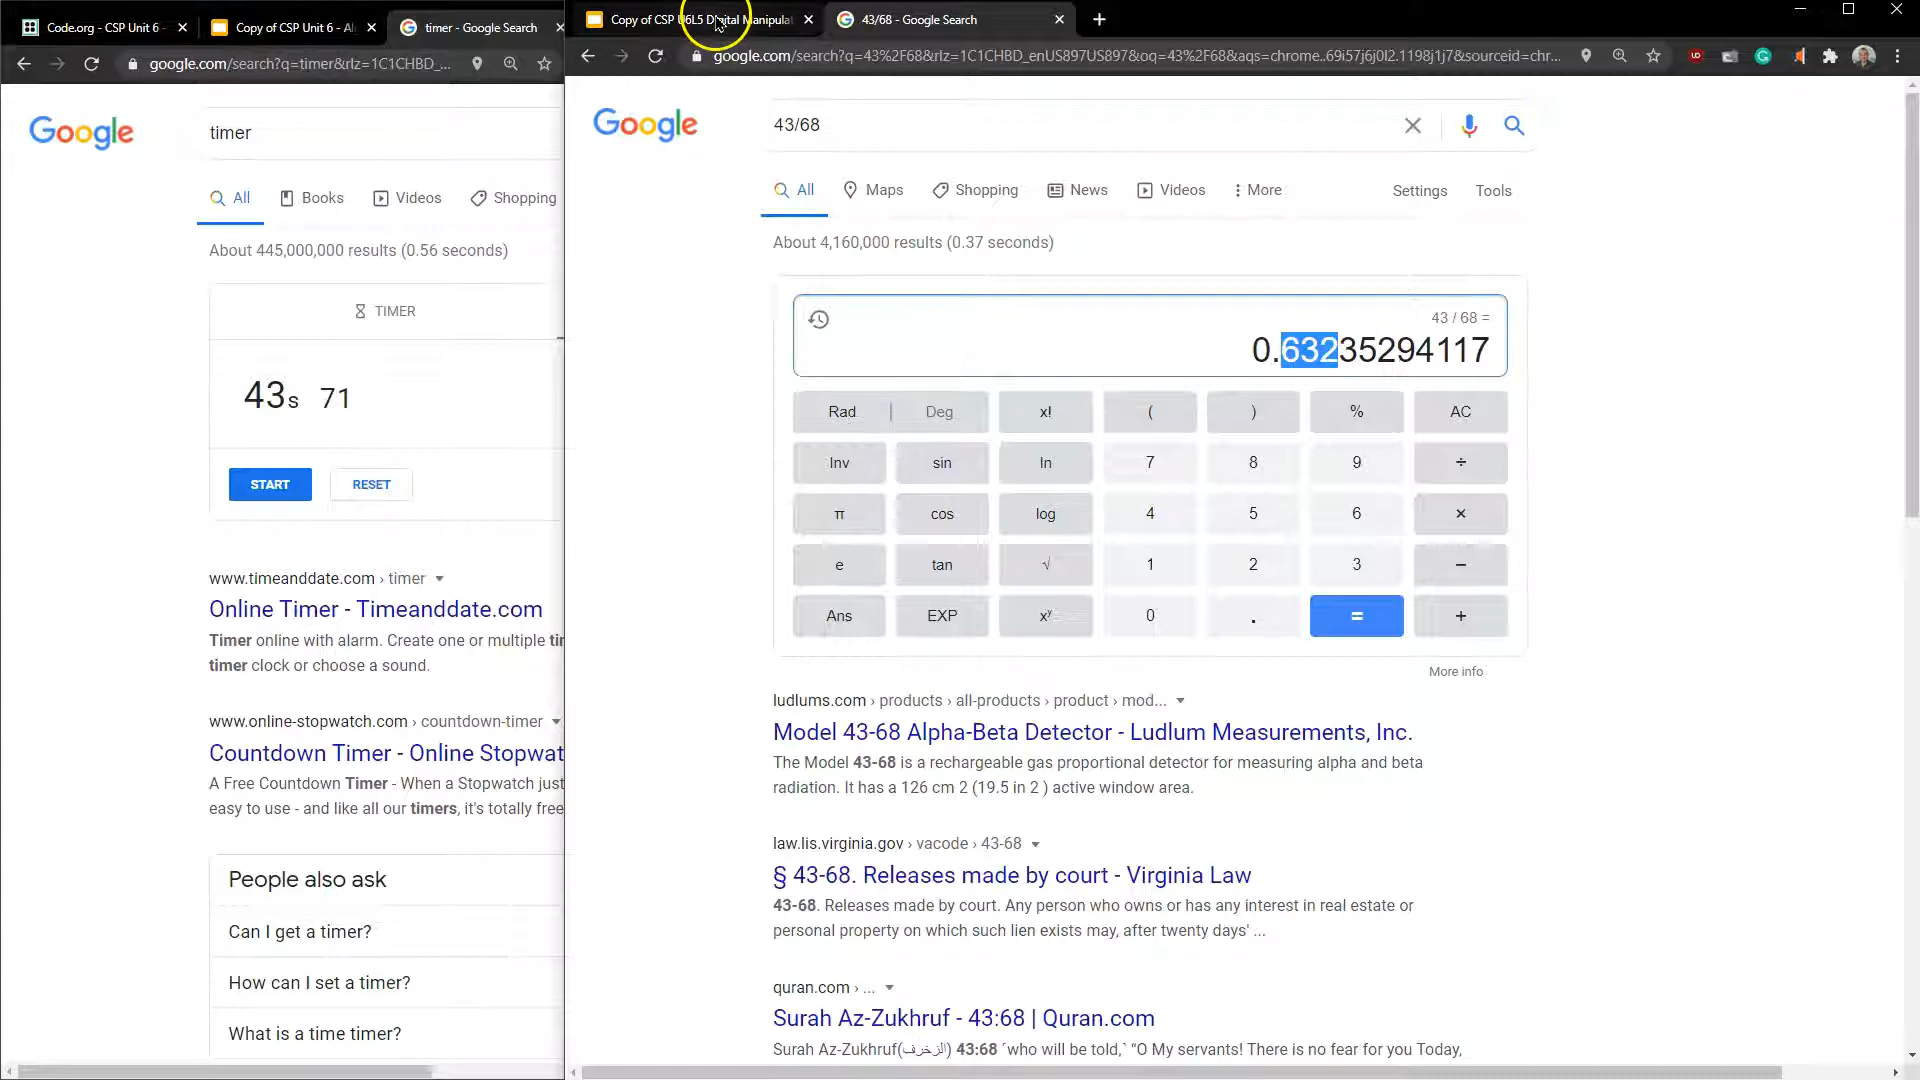 Code.org - CSP Unit 6 -
Copy of CSP Unit 6 - Al
timer - Google Search
google.com/search?q=timer&rlz=1C1CHBD_...
Google
timer
All
Books
Videos
Shopping
About 445,000,000 results (0.56 seconds)
TIMER
43s 71
START
RESET
www.timeanddate.com › timer
Online Timer - Timeanddate.com
Timer online with alarm. Create one or multiple tir
timer clock or choose a sound.
www.online-stopwatch.com › countdown-timer
Countdown Timer - Online Stopwat
A Free Countdown Timer - When a Stopwatch just
easy to use - and like all our timers, it's totally free
People also ask
Can I get a timer?
How can I set a timer?
What is a time timer?
Copy of CSP U6L5 Digital Manipulat
43/68 - Google Search
google.com/search?q=43%2F68&rlz=1C1CHBD_enUS897US897&oq=43%2F68&aqs=chrome..69i57j6j0l2.1198j1j7&sourceid=chr...
Google
43/68
All
Maps
Shopping
News
Videos
More
Settings
Tools
About 4,160,000 results (0.37 seconds)
43 / 68 =
0.63235294117
Rad Deg x! ( ) % AC
Inv sin ln 7 8 9 ÷
π cos log 4 5 6 ×
e tan √ 1 2 3 −
Ans EXP xʸ 0 . = +
More info
ludlums.com › products › all-products › product › mod...
Model 43-68 Alpha-Beta Detector - Ludlum Measurements, Inc.
The Model 43-68 is a rechargeable gas proportional detector for measuring alpha and beta
radiation. It has a 126 cm 2 (19.5 in 2 ) active window area.
law.lis.virginia.gov › vacode › 43-68
§ 43-68. Releases made by court - Virginia Law
43-68. Releases made by court. Any person who owns or has any interest in real estate or
personal property on which such lien exists may, after twenty days' ...
quran.com › ...
Surah Az-Zukhruf - 43:68 | Quran.com
Surah Az-Zukhruf(الزخرف) 43:68 ˹who will be told,˺ "O My servants! There is no fear for you Today,